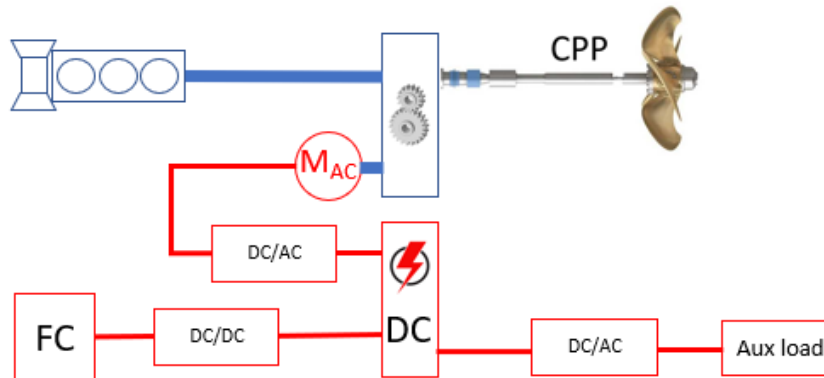 CPP
MAC
DC/AC
FC
DC/DC
DC
DC/AC
Aux load